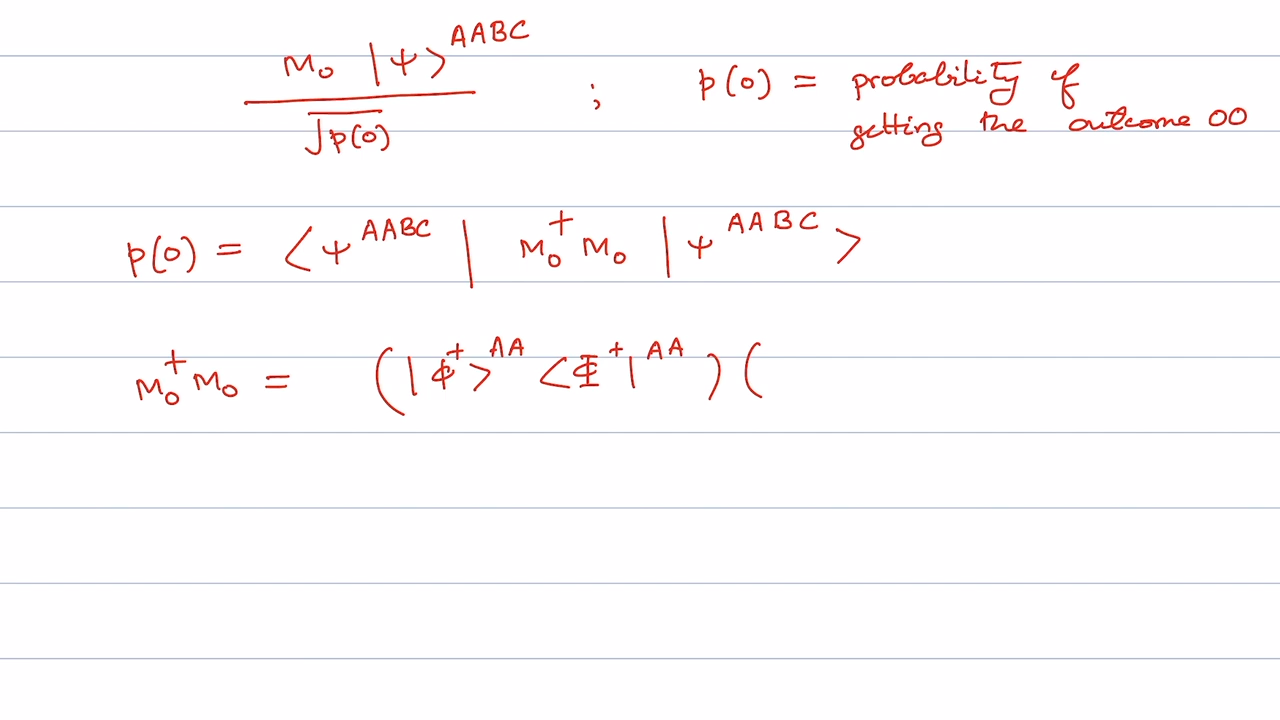 M₀ |ψ⟩^AABC / √p(0) ; p(0) = probability of getting the outcome 00
p(0) = ⟨ψ^AABC | M₀† M₀ | ψ^AABC⟩
M₀† M₀ = (|Φ⁺⟩^AA ⟨Φ⁺|^AA) (